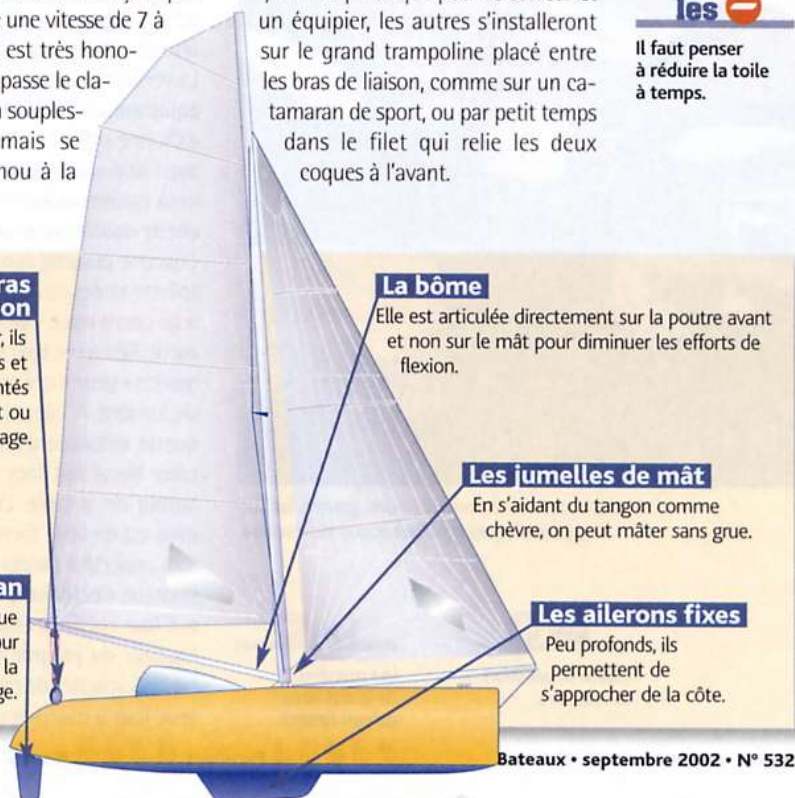 une vitesse de 7 à
est très hono-
passe le cla-
souples-
mais se
mou à la
un équipier, les autres s'installeront
sur le grand trampoline placé entre
les bras de liaison, comme sur un ca-
tamaran de sport, ou par petit temps
dans le filet qui relie les deux
coques à l'avant.
les
Il faut penser
à réduire la toile
à temps.
ras
on
, ils
s et
ntés
t ou
age.
La bôme
Elle est articulée directement sur la poutre avant
et non sur le mât pour diminuer les efforts de
flexion.
Les jumelles de mât
En s'aidant du tangon comme
chèvre, on peut mâter sans grue.
an
ue
our
la
ge.
Les ailerons fixes
Peu profonds, ils
permettent de
s'approcher de la côte.
Bateaux • septembre 2002 • N° 532